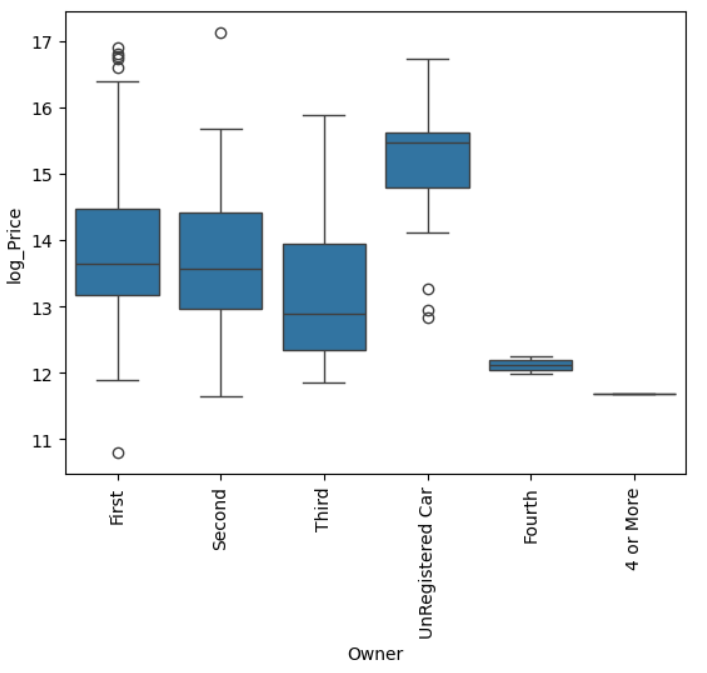 17
16
15
14
13
12
11
log_Price
First
Second
Third
UnRegistered Car
Fourth
4 or More
Owner